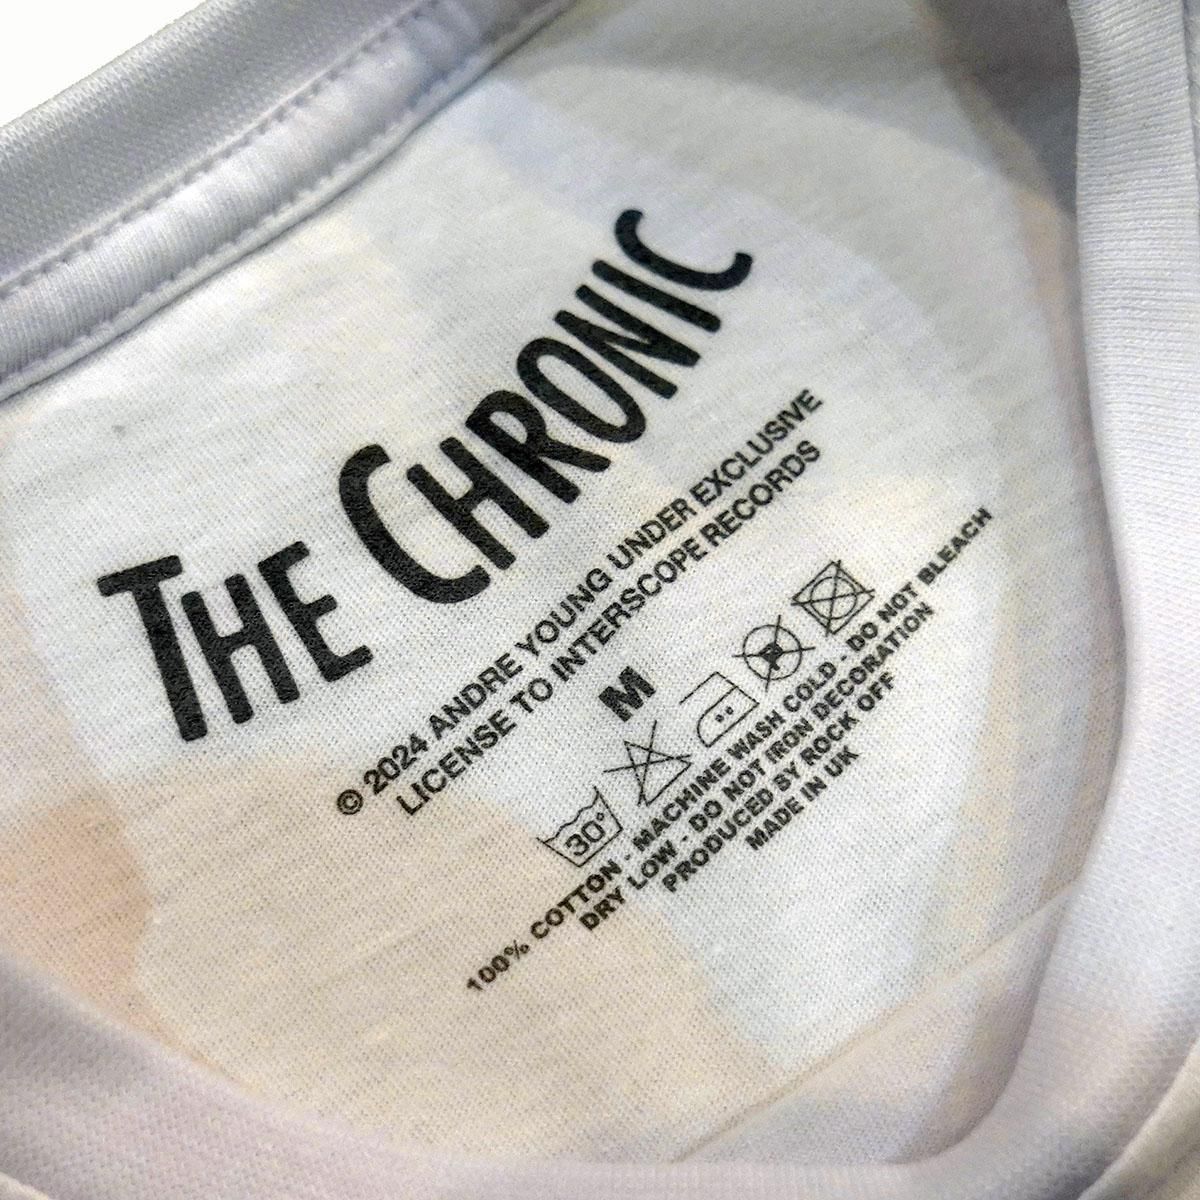 THE CHRONIC
© 2024 ANDRE YOUNG UNDER EXCLUSIVE
LICENSE TO INTERSCOPE RECORDS
M
30°
100% COTTON - MACHINE WASH COLD - DO NOT BLEACH
DRY LOW - DO NOT IRON DECORATION
PRODUCED BY ROCK OFF
MADE IN UK